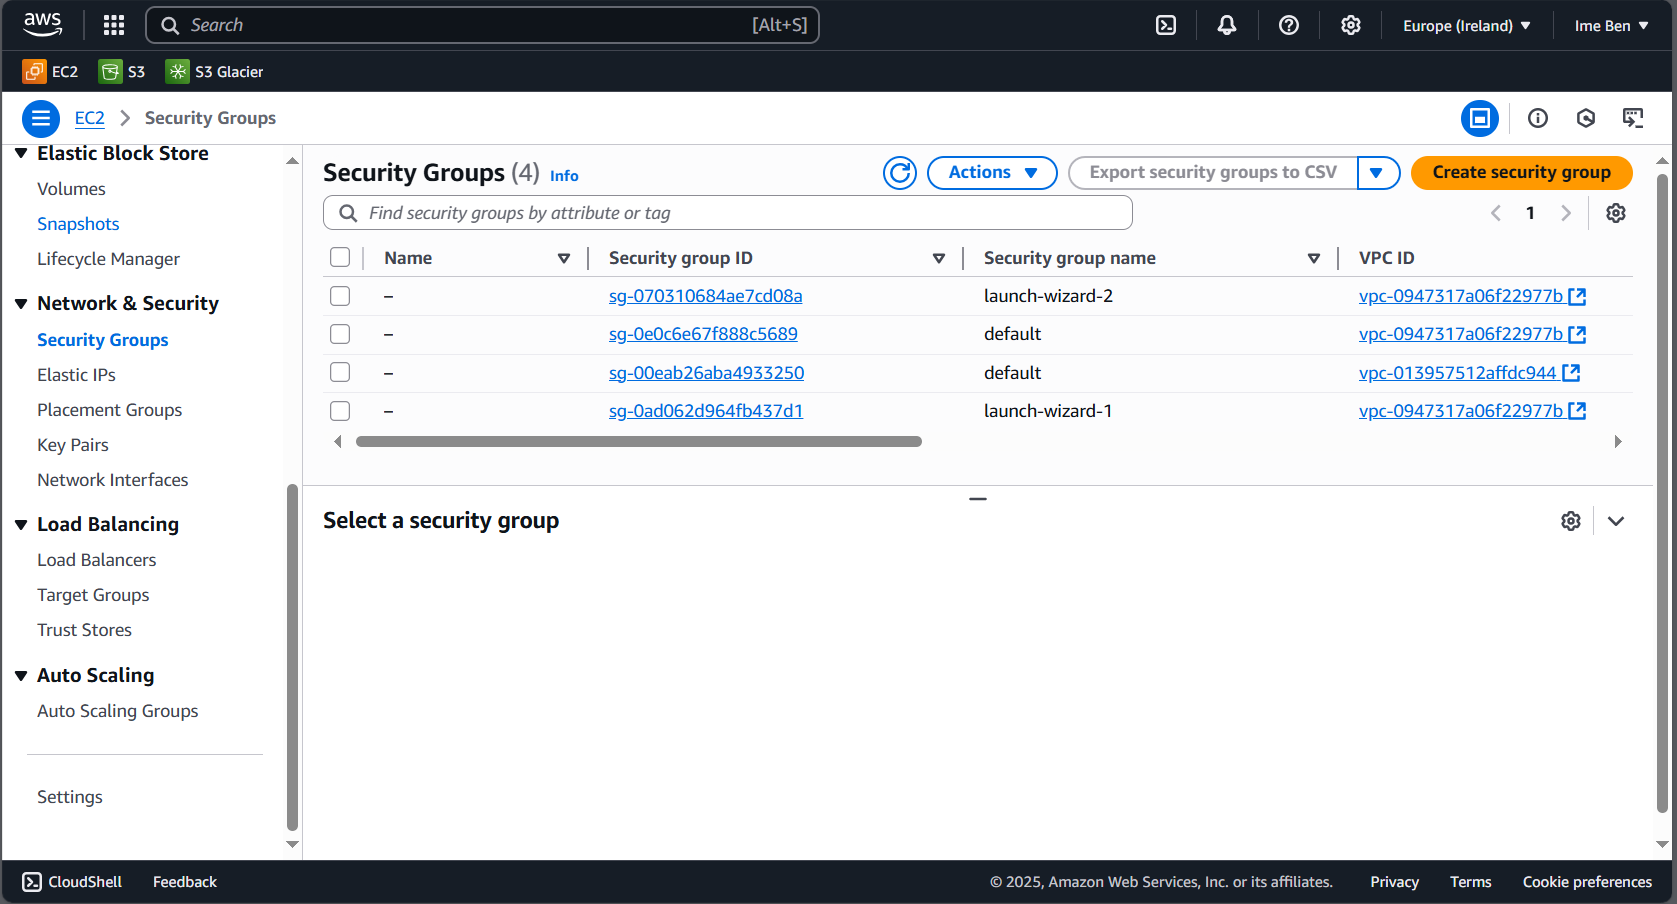 aws
Search [Alt+S]
Europe (Ireland)
Ime Ben
EC2
S3
S3 Glacier
EC2
Security Groups
Elastic Block Store
Volumes
Snapshots
Lifecycle Manager
Network & Security
Security Groups
Elastic IPs
Placement Groups
Key Pairs
Network Interfaces
Load Balancing
Load Balancers
Target Groups
Trust Stores
Auto Scaling
Auto Scaling Groups
Settings
Security Groups (4) Info
Actions
Export security groups to CSV
Create security group
Find security groups by attribute or tag
1
Name Security group ID Security group name VPC ID
– sg-070310684ae7cd08a launch-wizard-2 vpc-0947317a06f22977b
– sg-0e0c6e67f888c5689 default vpc-0947317a06f22977b
– sg-00eab26aba4933250 default vpc-013957512affdc944
– sg-0ad062d964fb437d1 launch-wizard-1 vpc-0947317a06f22977b
Select a security group
CloudShell
Feedback
© 2025, Amazon Web Services, Inc. or its affiliates.
Privacy
Terms
Cookie preferences